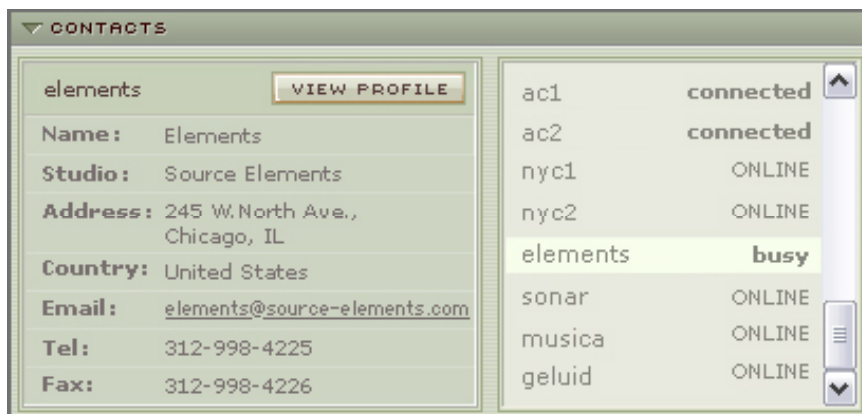 CONTACTS
elements VIEW PROFILE
Name: Elements
Studio: Source Elements
Address: 245 W.North Ave.,
Chicago, IL
Country: United States
Email: elements@source-elements.com
Tel: 312-998-4225
Fax: 312-998-4226
ac1 connected
ac2 connected
nyc1 ONLINE
nyc2 ONLINE
elements busy
sonar ONLINE
musica ONLINE
geluid ONLINE